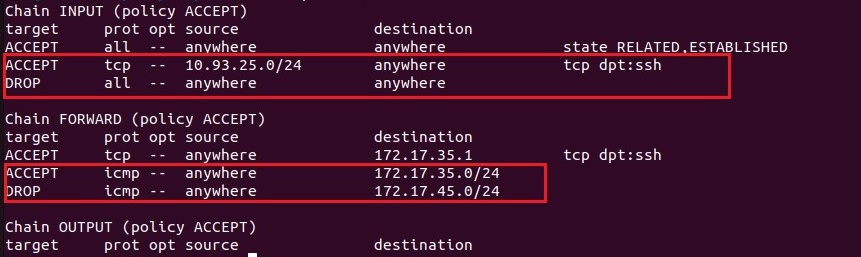 Chain INPUT (policy ACCEPT)
target     prot opt source               destination
ACCEPT     all  --  anywhere             anywhere             state RELATED,ESTABLISHED
ACCEPT     tcp  --  10.93.25.0/24        anywhere             tcp dpt:ssh
DROP       all  --  anywhere             anywhere
Chain FORWARD (policy ACCEPT)
target     prot opt source               destination
ACCEPT     tcp  --  anywhere             172.17.35.1          tcp dpt:ssh
ACCEPT     icmp --  anywhere             172.17.35.0/24
DROP       icmp --  anywhere             172.17.45.0/24
Chain OUTPUT (policy ACCEPT)
target     prot opt source               destination